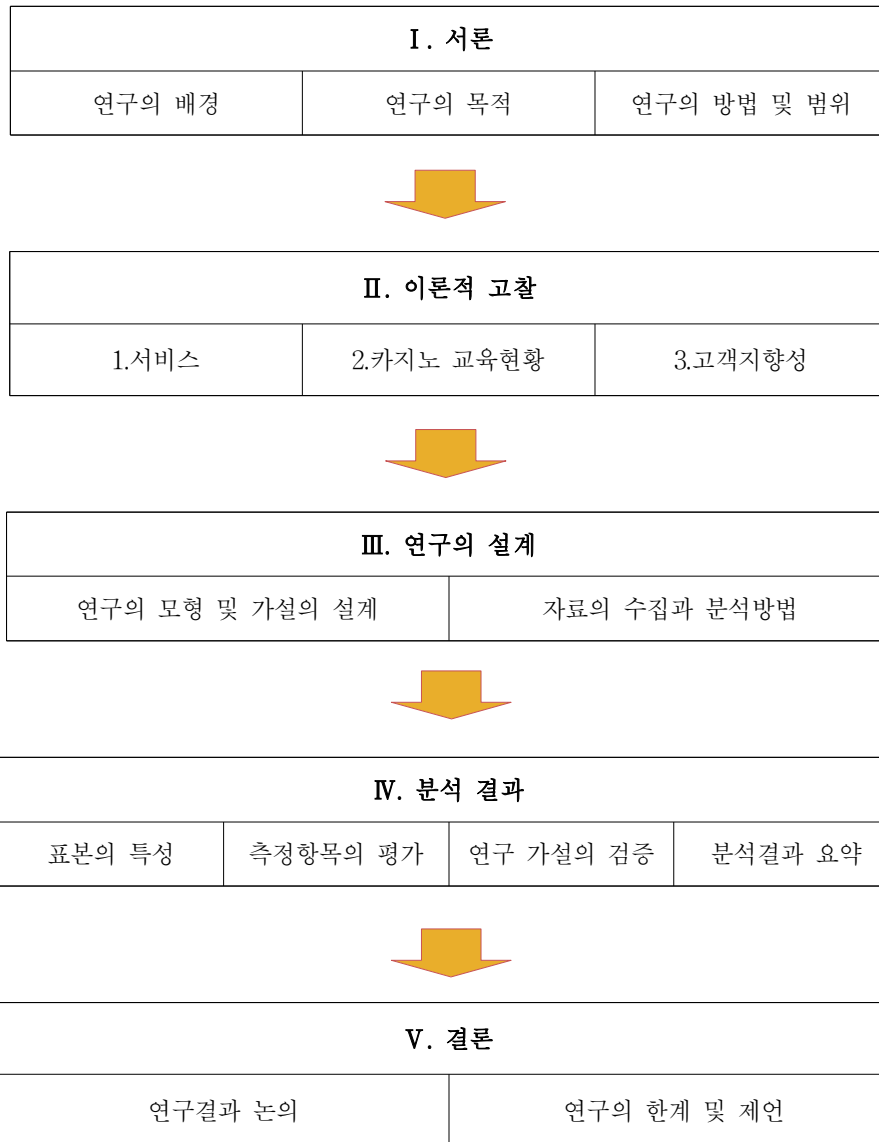 Ⅰ. 서론
연구의 배경 연구의 목적 연구의 방법 및 범위
Ⅱ. 이론적 고찰
1.서비스 2.카지노 교육현황 3.고객지향성
Ⅲ. 연구의 설계
연구의 모형 및 가설의 설계 자료의 수집과 분석방법
Ⅳ. 분석 결과
표본의 특성 측정항목의 평가 연구 가설의 검증 분석결과 요약
Ⅴ. 결론
연구결과 논의 연구의 한계 및 제언